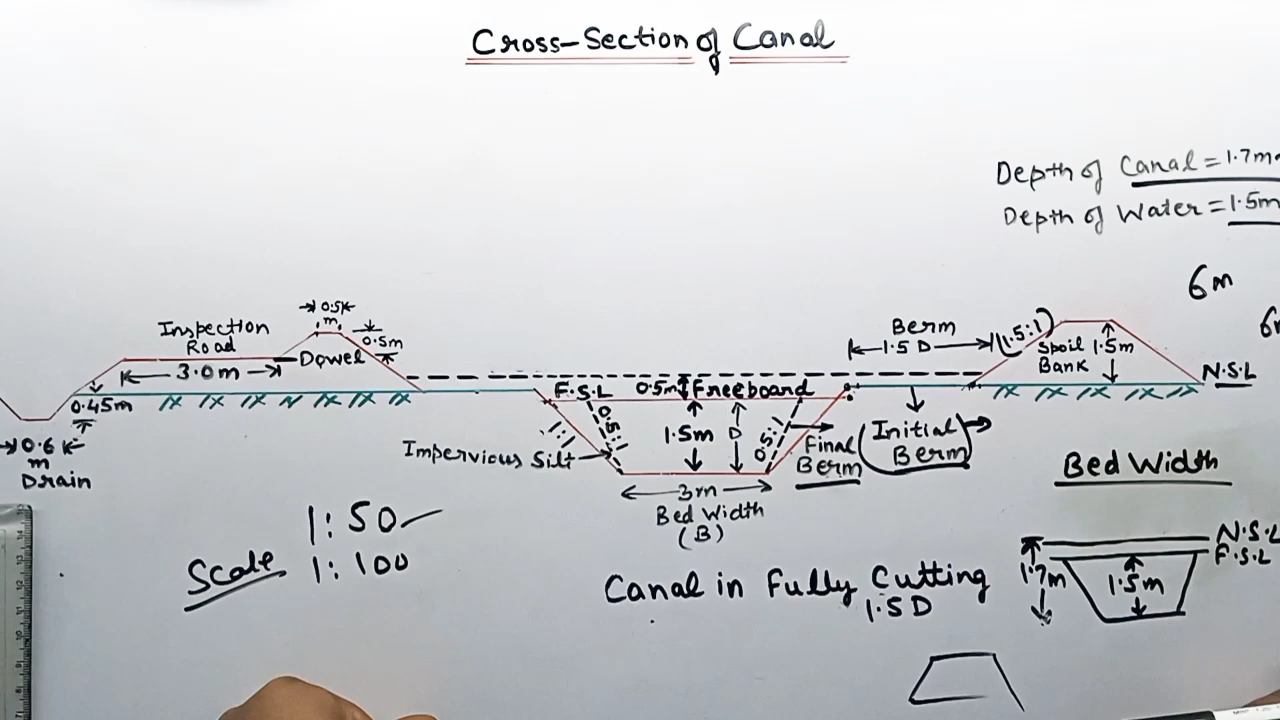 Cross-Section of Canal
Depth of Canal = 1.7m
Depth of Water = 1.5m
6m
0.5
m
Inspection
Road
3.0m
Dowel
0.5m
0.45m
0.6
m
Drain
F.S.L
0.5m
Freeboard
Berm
1.5 D
(1.5:1)
Spoil
Bank
1.5m
N.S.L
1:1
0.5:1
1.5m
D
0.5:1
Final
Berm
(Initial
Berm)
Impervious Silt
3m
Bed Width
(B)
Bed Width
N.S.L
F.S.L
1.7m
1.5m
Scale
1:50
1:100
Canal in Fully Cutting
1.5D